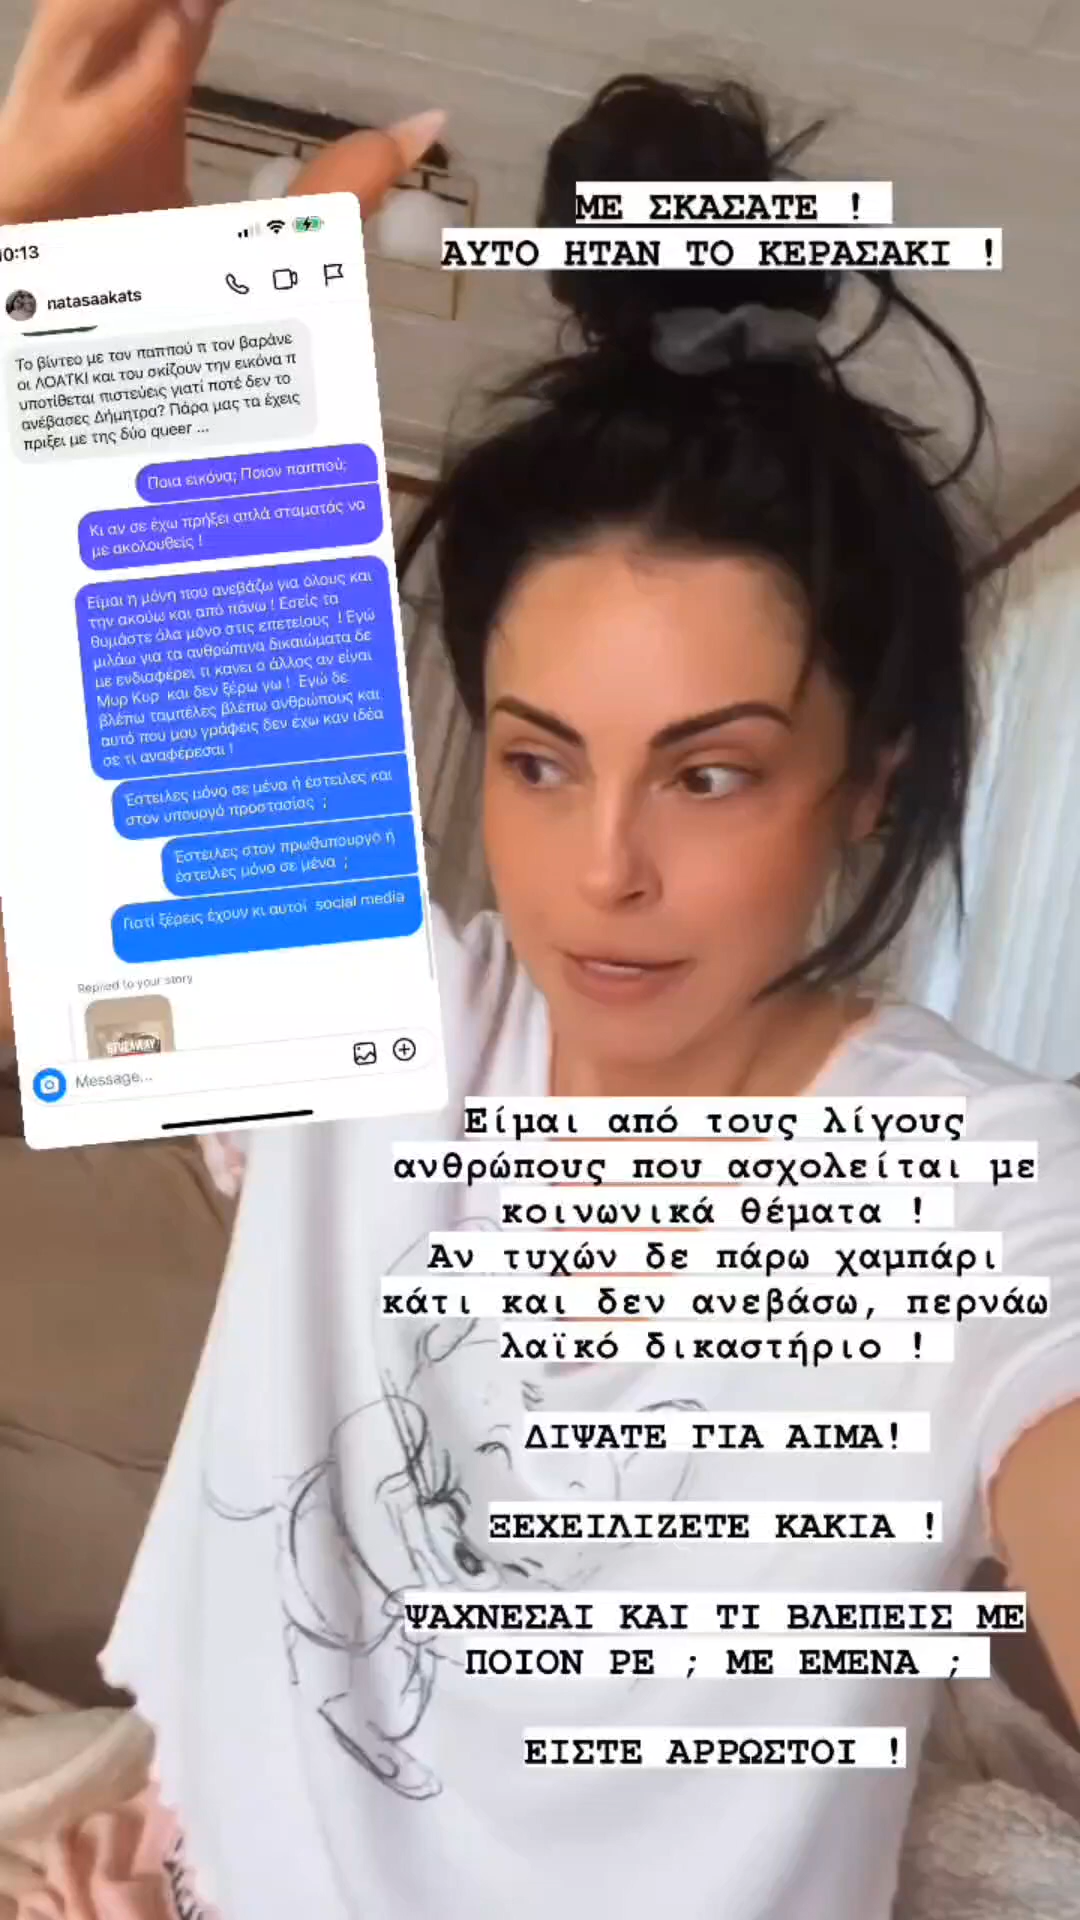 ΜΕ ΣΚΑΣΑΤΕ !
ΑΥΤΟ ΗΤΑΝ ΤΟ ΚΕΡΑΣΑΚΙ !
0:13
natasaakats
Το βίντεο με τον παππού π τον βαράνε
οι ΛΟΑΤΚΙ και του σκίζουν την εικόνα π
υποτίθεται πιστεύεις γιατί ποτέ δεν το
ανέβασες Δήμητρα? Πάρα μας τα έχεις
πριξει με της δύο queer ...
Ποια εικόνα; Ποιον παππού;
Κι αν σε έχω πρήξει απλά σταματάς να
με ακολουθείς !
Είμαι η μόνη που ανεβάζω για όλους και
την ακούω και από πάνω ! Εσείς τα
θυμάστε άλα μόνο στις επετείους ! Εγώ
μιλάω για τα ανθρώπινα δικαιώματα δε
με ενδιαφέρει τι κανει ο άλλος αν είναι
Μυρ Κυρ και δεν ξέρω γω ! Εγώ δε
βλέπω ταμπέλες βλέπω ανθρώπους και
αυτό που μου γράφεις δεν έχω καν ιδέα
σε τι αναφέρεσαι !
Έστειλες μόνο σε μένα ή έστειλες και
στον υπουργό προστασίας ;
Έστειλες στον πρωθυπουργό ή
έστειλες μόνο σε μένα ;
Γιατί ξέρεις έχουν κι αυτοί social media
Replied to your story
GIVEAWAY
Message...
Είμαι από τους λίγους
ανθρώπους που ασχολείται με
κοινωνικά θέματα !
Αν τυχών δε πάρω χαμπάρι
κάτι και δεν ανεβάσω, περνάω
λαϊκό δικαστήριο !
ΔΙΨΑΤΕ ΓΙΑ ΑΙΜΑ!
ΞΕΧΕΙΛΙΖΕΤΕ ΚΑΚΙΑ !
ΨΑΧΝΕΣΑΙ ΚΑΙ ΤΙ ΒΛΕΠΕΙΣ ΜΕ
ΠΟΙΟΝ ΡΕ ; ΜΕ ΕΜΕΝΑ ;
ΕΙΣΤΕ ΑΡΡΩΣΤΟΙ !